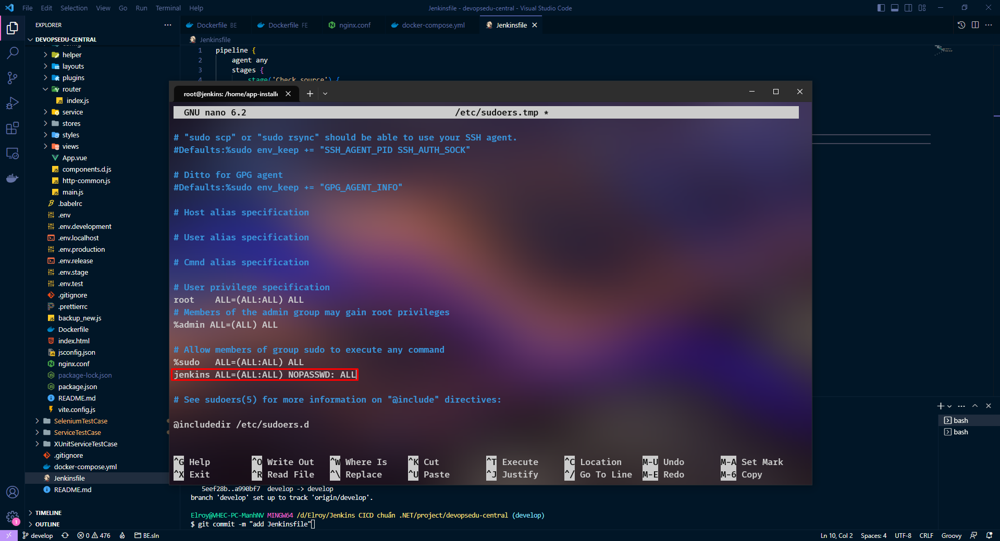 File Edit Selection View Go Run Terminal Help
Jenkinsfile - devopsedu-central - Visual Studio Code
EXPLORER
DEVOPSEDU-CENTRAL
config
helper
layouts
plugins
router
index.js
service
stores
styles
views
App.vue
components.d.js
http-common.js
main.js
.babelrc
.env
.env.development
.env.localhost
.env.production
.env.release
.env.stage
.env.test
.gitignore
.prettierrc
backup_new.js
Dockerfile
index.html
jsconfig.json
nginx.conf
package-lock.json
package.json
README.md
vite.config.js
SeleniumTestCase
ServiceTestCase
XUnitServiceTestCase
.gitignore
docker-compose.yml
Jenkinsfile
README.md
TIMELINE
OUTLINE
Dockerfile BE
Dockerfile FE
nginx.conf
docker-compose.yml
Jenkinsfile
Jenkinsfile
1 pipeline {
2 agent any
3 stages {
4 stage('Check source') {
root@jenkins: /home/app-installe
GNU nano 6.2 /etc/sudoers.tmp *
# "sudo scp" or "sudo rsync" should be able to use your SSH agent.
#Defaults:%sudo env_keep += "SSH_AGENT_PID SSH_AUTH_SOCK"
# Ditto for GPG agent
#Defaults:%sudo env_keep += "GPG_AGENT_INFO"
# Host alias specification
# User alias specification
# Cmnd alias specification
# User privilege specification
root ALL=(ALL:ALL) ALL
# Members of the admin group may gain root privileges
%admin ALL=(ALL) ALL
# Allow members of group sudo to execute any command
%sudo ALL=(ALL:ALL) ALL
jenkins ALL=(ALL:ALL) NOPASSWD: ALL
# See sudoers(5) for more information on "@include" directives:
@includedir /etc/sudoers.d
^G Help ^O Write Out ^W Where Is ^K Cut ^T Execute ^C Location M-U Undo M-A Set Mark
^X Exit ^R Read File ^\ Replace ^U Paste ^J Justify ^/ Go To Line M-E Redo M-6 Copy
5eef28b..a990bf7 develop -> develop
branch 'develop' set up to track 'origin/develop'.
Elroy@VHEC-PC-ManhNV MINGW64 /d/Elroy/Jenkins CICD chuẩn .NET/project/devopsedu-central (develop)
$ git commit -m "add Jenkinsfile"
bash
bash
1
develop 0 476 BE.sln
Ln 10, Col 2 Spaces: 4 UTF-8 CRLF Groovy